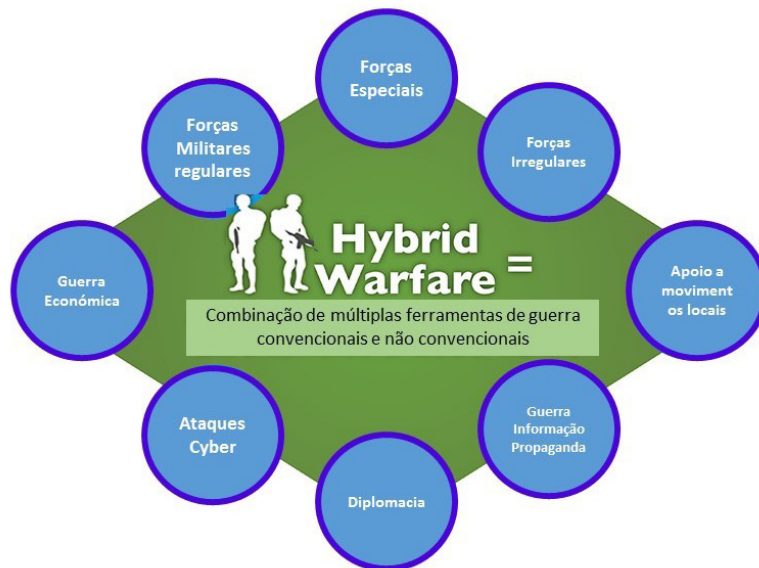 Forças
Especiais
Forças
Militares
regulares
Forças
Irregulares
Hybrid
Warfare =
Guerra
Económica
Apoio a
moviment
os locais
Combinação de múltiplas ferramentas de guerra
convencionais e não convencionais
Ataques
Cyber
Guerra
Informação
Propaganda
Diplomacia